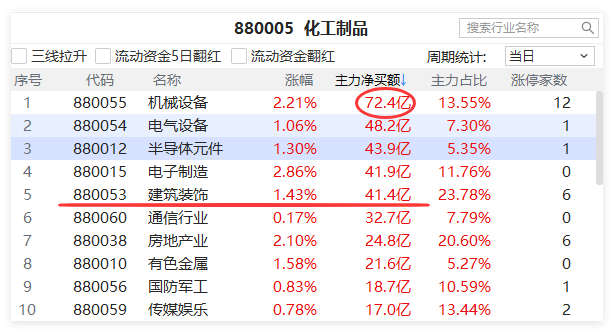 880005 化工制品
搜索行业名称
三线拉升 流动资金5日翻红 流动资金翻红 周期统计: 当日
序号 代码 名称 涨幅 主力净买额↓ 主力占比 涨停家数
1 880055 机械设备 2.21% 72.4亿 13.55% 12
2 880054 电气设备 1.06% 48.2亿 7.30% 1
3 880012 半导体元件 1.30% 43.9亿 5.35% 1
4 880015 电子制造 2.86% 41.9亿 11.76% 0
5 880053 建筑装饰 1.43% 41.4亿 23.78% 6
6 880060 通信行业 0.17% 32.7亿 7.79% 0
7 880038 房地产业 2.10% 24.8亿 20.60% 6
8 880010 有色金属 1.58% 21.6亿 5.27% 0
9 880056 国防军工 0.83% 18.7亿 10.59% 1
10 880059 传媒娱乐 0.78% 17.0亿 13.44% 2